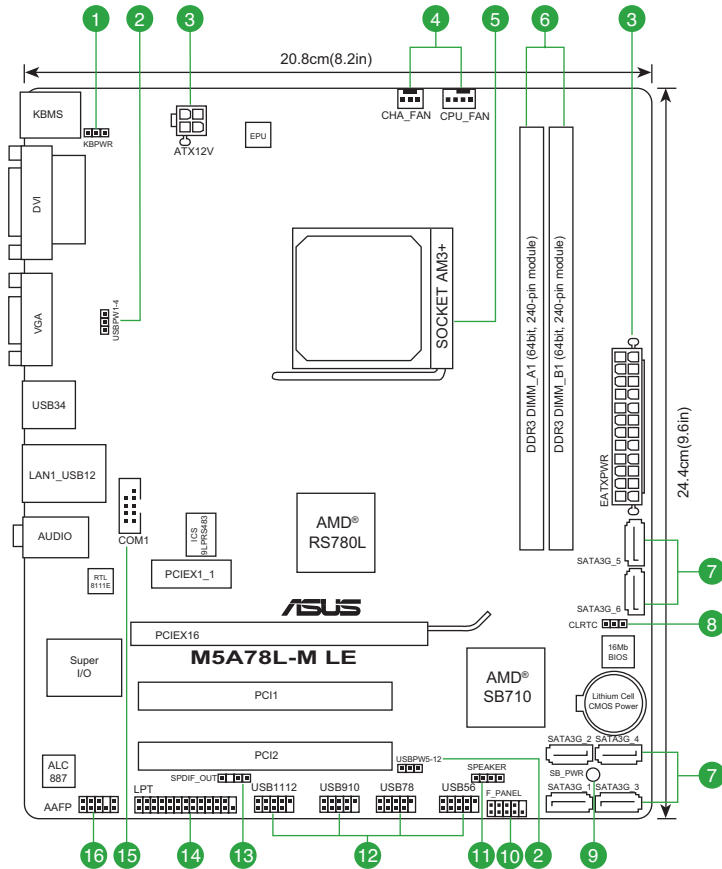 1 2 3 4 5 6 3
20.8cm(8.2in)
KBMS
KBPWR
ATX12V
EPU
CHA_FAN
CPU_FAN
DVI
VGA
USBPW1-4
SOCKET AM3+
DDR3 DIMM_A1 (64bit, 240-pin module)
DDR3 DIMM_B1 (64bit, 240-pin module)
EATXPWR
24.4cm(9.6in)
USB34
LAN1_USB12
AUDIO
COM1
ICS
9LPRS483
RTL
8111E
PCIEX1_1
AMD®
RS780L
SATA3G_5
7
SATA3G_6
CLRTC
8
16Mb
BIOS
ASUS
PCIEX16
M5A78L-M LE
Super
I/O
AMD®
SB710
Lithium Cell
CMOS Power
PCI1
PCI2
ALC
887
AAFP
LPT
SPDIF_OUT
USB1112
USB910
USB78
USBPW5-12
USB56
SPEAKER
F_PANEL
SATA3G_2
SATA3G_4
SB_PWR
7
SATA3G_1
SATA3G_3
16 15 14 13 12 11 10 2 9